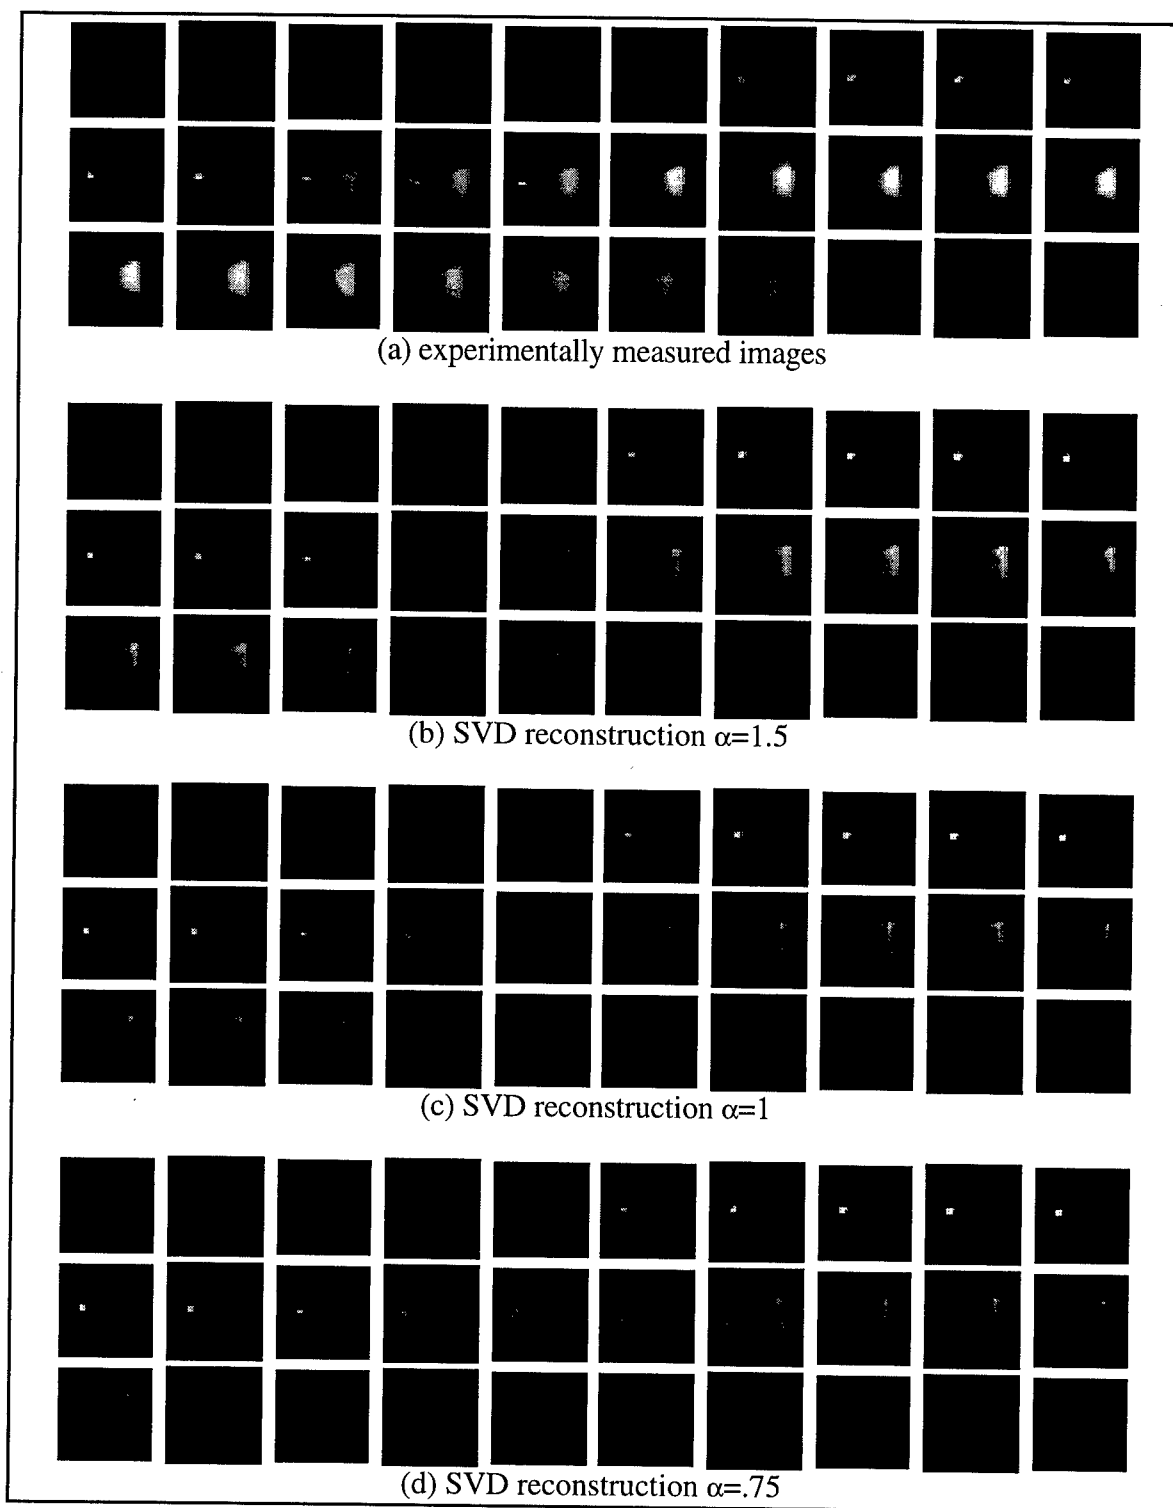 (a) experimentally measured images
(b) SVD reconstruction α=1.5
(c) SVD reconstruction α=1
(d) SVD reconstruction α=.75